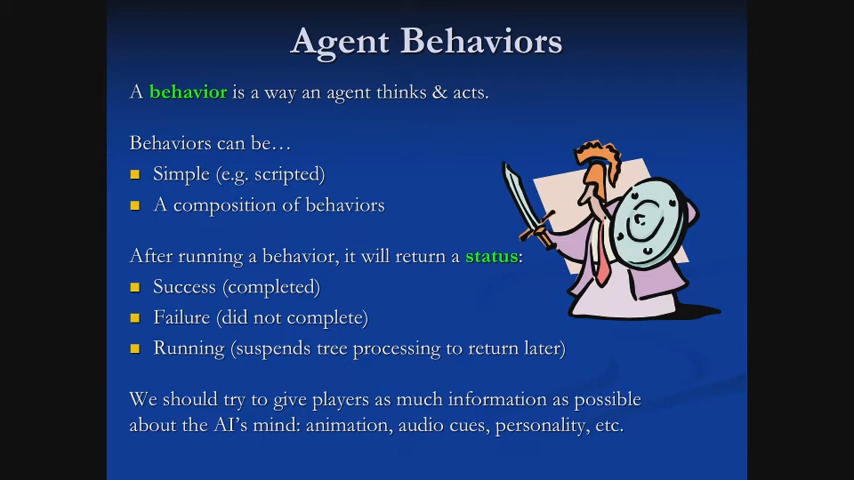 Agent Behaviors
A behavior is a way an agent thinks & acts.
Behaviors can be…
Simple (e.g. scripted)
A composition of behaviors
After running a behavior, it will return a status:
Success (completed)
Failure (did not complete)
Running (suspends tree processing to return later)
We should try to give players as much information as possible
about the AI's mind: animation, audio cues, personality, etc.